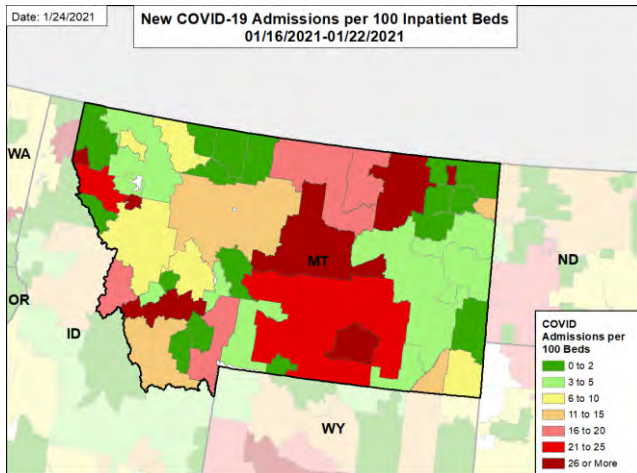 Date: 1/24/2021
New COVID-19 Admissions per 100 Inpatient Beds
01/16/2021-01/22/2021
WA
MT
ND
OR
ID
WY
COVID
Admissions per
100 Beds
0 to 2
3 to 5
6 to 10
11 to 15
16 to 20
21 to 25
26 or More